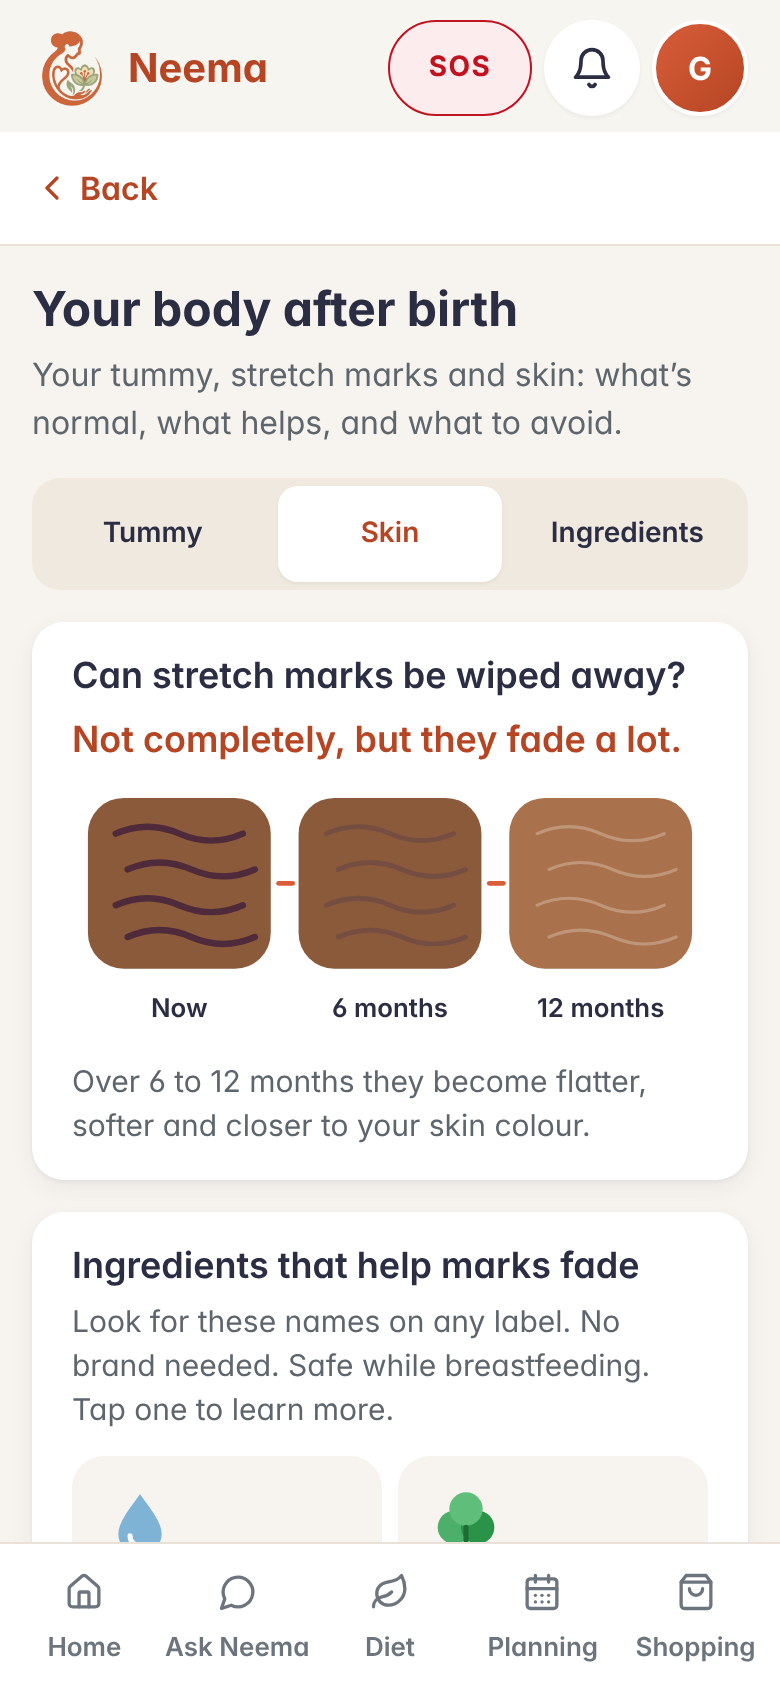 Neema
SOS
G
Back
Your body after birth
Your tummy, stretch marks and skin: what’s
normal, what helps, and what to avoid.
Tummy
Skin
Ingredients
Can stretch marks be wiped away?
Not completely, but they fade a lot.
Now
6 months
12 months
Over 6 to 12 months they become flatter,
softer and closer to your skin colour.
Ingredients that help marks fade
Look for these names on any label. No
brand needed. Safe while breastfeeding.
Tap one to learn more.
Home
Ask Neema
Diet
Planning
Shopping